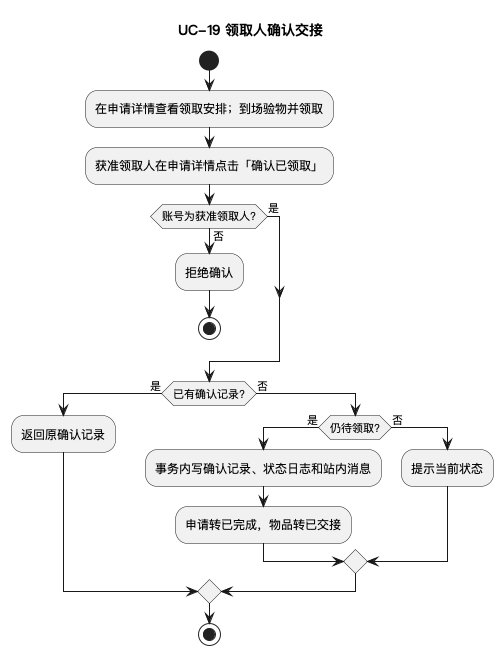 UC-19 领取人确认交接
在申请详情查看领取安排；到场验物并领取
获准领取人在申请详情点击「确认已领取」
账号为获准领取人?
是
否
拒绝确认
是
已有确认记录?
否
返回原确认记录
是
仍待领取?
否
事务内写确认记录、状态日志和站内消息
提示当前状态
申请转已完成，物品转已交接